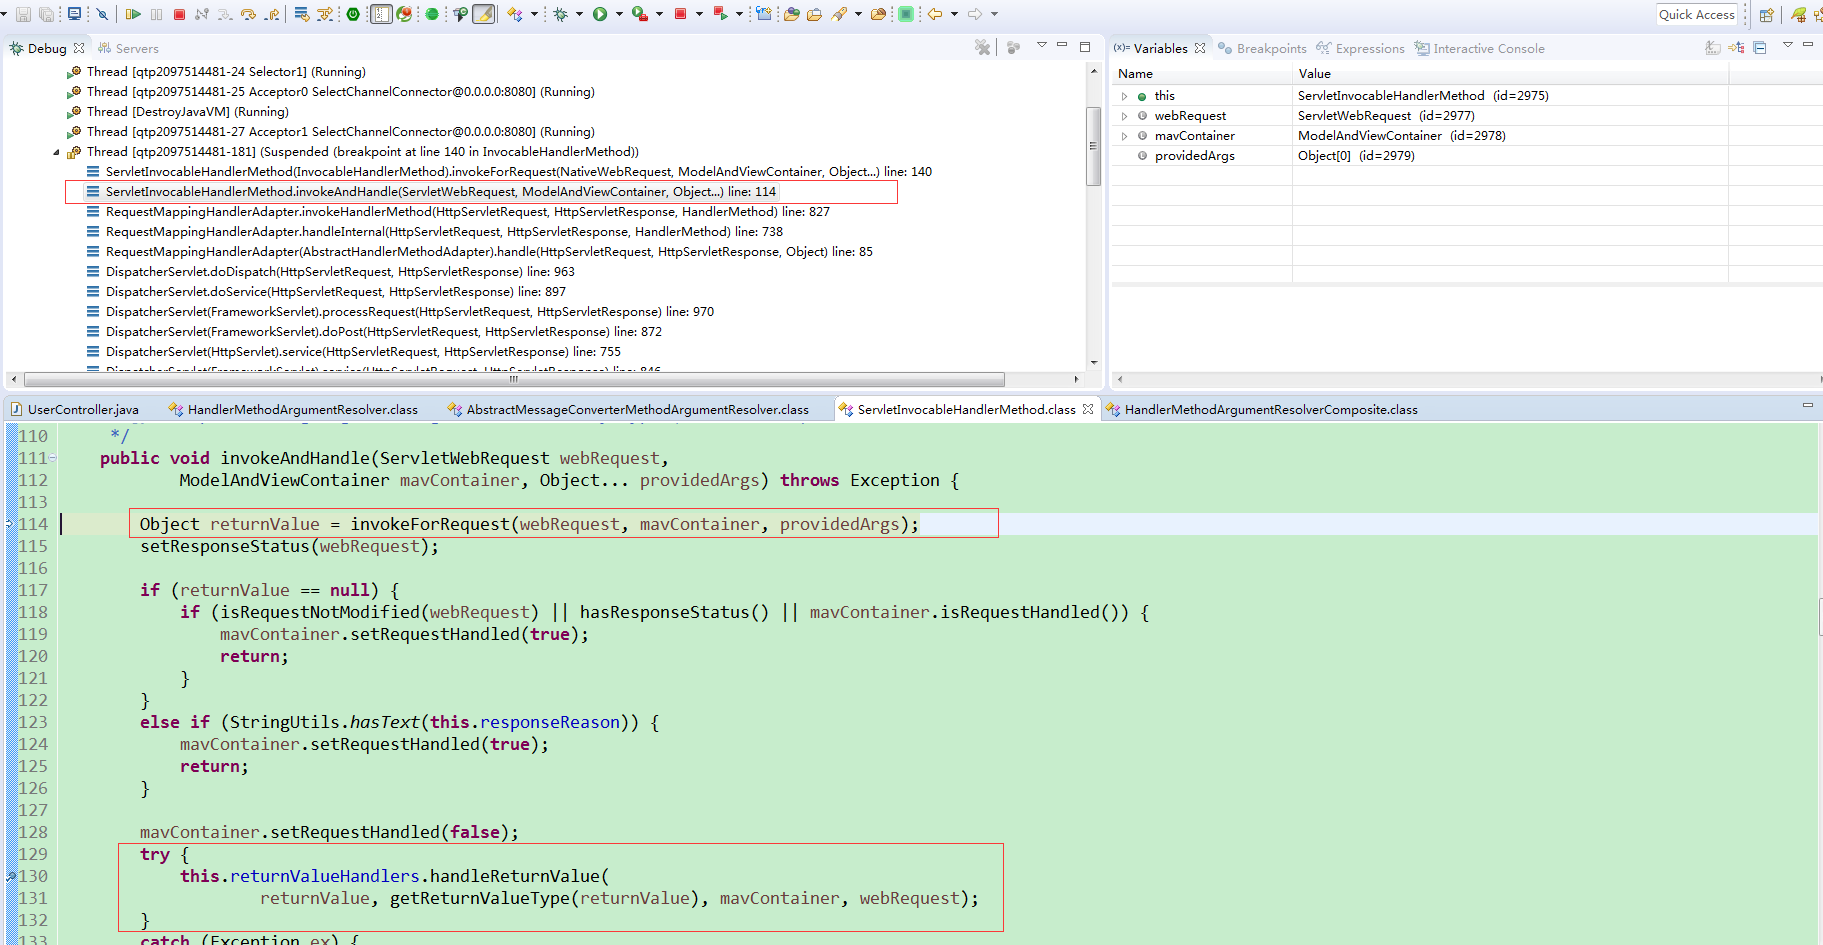 Quick Access
Debug
Servers
Thread [qtp2097514481-24 Selector1] (Running)
Thread [qtp2097514481-25 Acceptor0 SelectChannelConnector@0.0.0.0:8080] (Running)
Thread [DestroyJavaVM] (Running)
Thread [qtp2097514481-27 Acceptor1 SelectChannelConnector@0.0.0.0:8080] (Running)
Thread [qtp2097514481-181] (Suspended (breakpoint at line 140 in InvocableHandlerMethod))
ServletInvocableHandlerMethod(InvocableHandlerMethod).invokeForRequest(NativeWebRequest, ModelAndViewContainer, Object...) line: 140
ServletInvocableHandlerMethod.invokeAndHandle(ServletWebRequest, ModelAndViewContainer, Object...) line: 114
RequestMappingHandlerAdapter.invokeHandlerMethod(HttpServletRequest, HttpServletResponse, HandlerMethod) line: 827
RequestMappingHandlerAdapter.handleInternal(HttpServletRequest, HttpServletResponse, HandlerMethod) line: 738
RequestMappingHandlerAdapter(AbstractHandlerMethodAdapter).handle(HttpServletRequest, HttpServletResponse, Object) line: 85
DispatcherServlet.doDispatch(HttpServletRequest, HttpServletResponse) line: 963
DispatcherServlet.doService(HttpServletRequest, HttpServletResponse) line: 897
DispatcherServlet(FrameworkServlet).processRequest(HttpServletRequest, HttpServletResponse) line: 970
DispatcherServlet(FrameworkServlet).doPost(HttpServletRequest, HttpServletResponse) line: 872
DispatcherServlet(HttpServlet).service(HttpServletRequest, HttpServletResponse) line: 755
DispatcherServlet(FrameworkServlet).service(HttpServletRequest, HttpServletResponse) line: 846
(x)= Variables
Breakpoints
Expressions
Interactive Console
Name Value
this ServletInvocableHandlerMethod (id=2975)
webRequest ServletWebRequest (id=2977)
mavContainer ModelAndViewContainer (id=2978)
providedArgs Object[0] (id=2979)
UserController.java
HandlerMethodArgumentResolver.class
AbstractMessageConverterMethodArgumentResolver.class
ServletInvocableHandlerMethod.class
HandlerMethodArgumentResolverComposite.class
110 */
111 public void invokeAndHandle(ServletWebRequest webRequest,
112 ModelAndViewContainer mavContainer, Object... providedArgs) throws Exception {
113
114 Object returnValue = invokeForRequest(webRequest, mavContainer, providedArgs);
115 setResponseStatus(webRequest);
116
117 if (returnValue == null) {
118 if (isRequestNotModified(webRequest) || hasResponseStatus() || mavContainer.isRequestHandled()) {
119 mavContainer.setRequestHandled(true);
120 return;
121 }
122 }
123 else if (StringUtils.hasText(this.responseReason)) {
124 mavContainer.setRequestHandled(true);
125 return;
126 }
127
128 mavContainer.setRequestHandled(false);
129 try {
130 this.returnValueHandlers.handleReturnValue(
131 returnValue, getReturnValueType(returnValue), mavContainer, webRequest);
132 }
133 catch (Exception ex) {